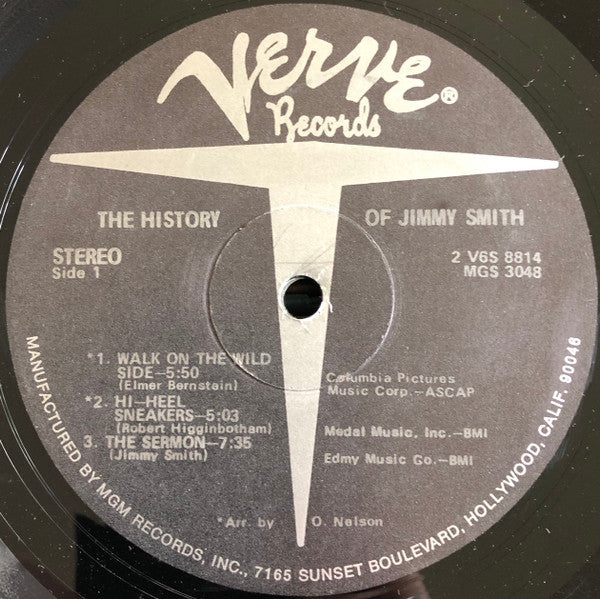 Verve ®
Records
THE HISTORY OF JIMMY SMITH
STEREO
Side 1
2 V6S 8814
MGS 3048
*1. WALK ON THE WILD
SIDE–5:50
(Elmer Bernstein)
Columbia Pictures
Music Corp.–ASCAP
*2. HI–HEEL
SNEAKERS–5:03
(Robert Higginbotham)
Medal Music, Inc.–BMI
3. THE SERMON–7:35
(Jimmy Smith)
Edmy Music Co.–BMI
*Arr. by O. Nelson
MANUFACTURED BY MGM RECORDS, INC., 7165 SUNSET BOULEVARD, HOLLYWOOD, CALIF. 90046